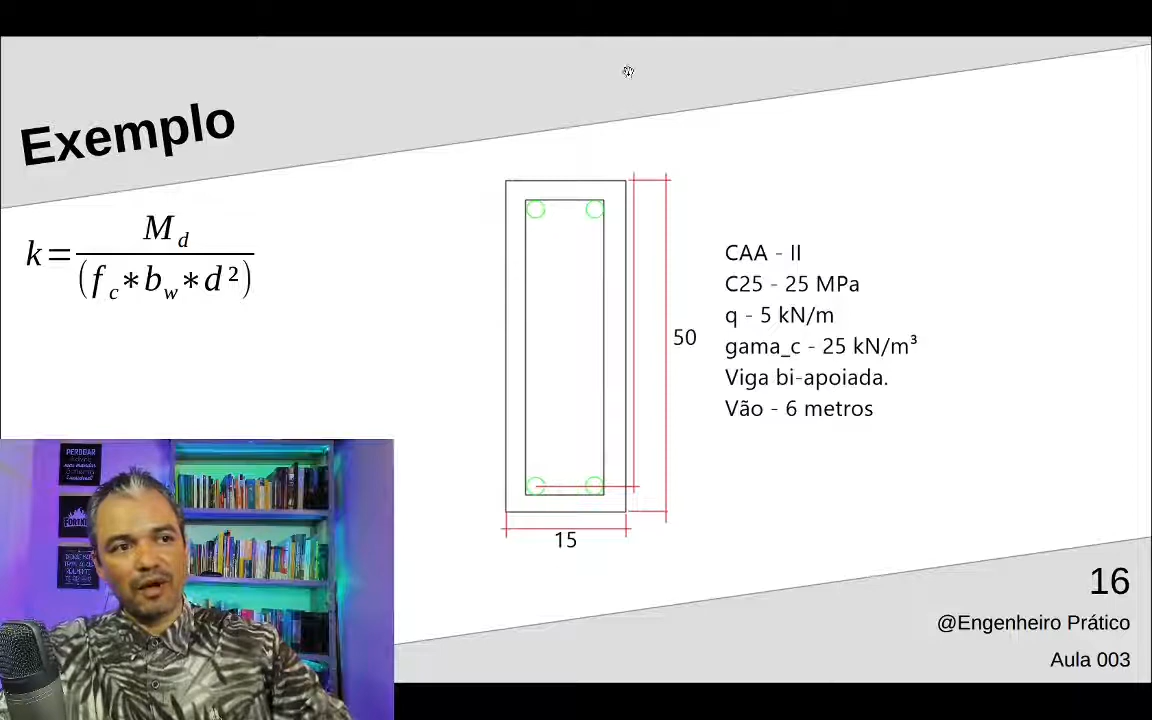 Exemplo
k = M_d / (f_c * b_w * d²)
CAA - II
C25 - 25 MPa
q - 5 kN/m
gama_c - 25 kN/m³
Viga bi-apoiada.
Vão - 6 metros
50
15
PERDOAR
16
@Engenheiro Prático
Aula 003